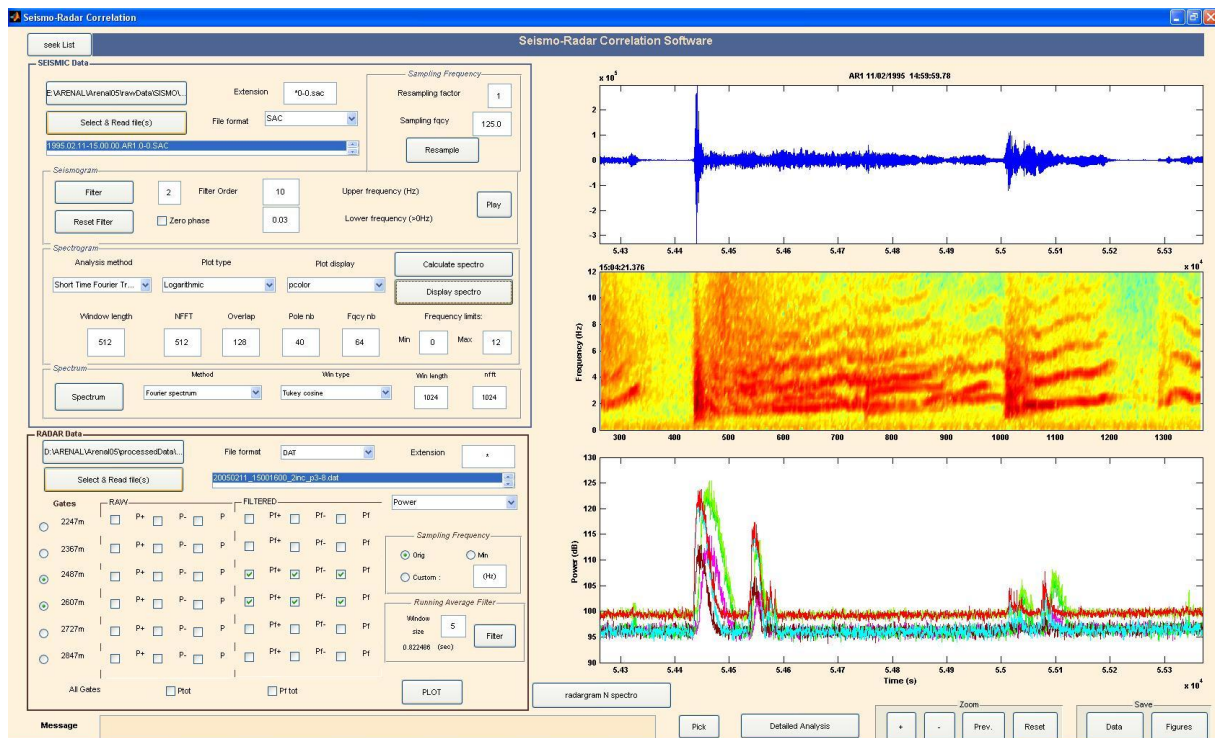 Seismo-Radar Correlation
seek List
Seismo-Radar Correlation Software
SEISMIC Data
E:\ARENAL\Arenal05\rawData\SISMO\...
Extension
*0-0.sac
Select & Read file(s)
File format
SAC
1995.02.11-15.00.00.AR1.0-0.SAC
Sampling Frequency
Resampling factor
1
Sampling fqcy
125.0
Resample
Seismogram
Filter
2
Filter Order
10
Upper frequency (Hz)
Play
Reset Filter
Zero phase
0.03
Lower frequency (>0Hz)
Spectrogram
Analysis method
Plot type
Plot display
Calculate spectro
Short Time Fourier Tr...
Logarithmic
pcolor
Display spectro
Window length
NFFT
Overlap
Pole nb
Fqcy nb
Frequency limits:
512
512
128
40
64
Min
0
Max
12
Spectrum
Method
Win type
Win length
nfft
Spectrum
Fourier spectrum
Tukey cosine
1024
1024
RADAR Data
D:\ARENAL\Arenal05\processedData\...
File format
DAT
Extension
*
Select & Read file(s)
20050211_15001600_2inc_p3-8.dat
Gates
RAW
FILTERED
Power
2247m P+ P- P Pf+ Pf- Pf
2367m P+ P- P Pf+ Pf- Pf
2487m P+ P- P Pf+ Pf- Pf
2607m P+ P- P Pf+ Pf- Pf
2727m P+ P- P Pf+ Pf- Pf
2847m P+ P- P Pf+ Pf- Pf
Sampling Frequency
Orig
Min
Custom :
(Hz)
Running Average Filter
Window size
5
Filter
0.822486 (sec)
All Gates
Ptot
Pf tot
PLOT
radargram N spectro
Message
Pick
Detailed Analysis
Zoom
+
-
Prev.
Reset
Save
Data
Figures
AR1 11/02/1995 14:59:59.78
x 10^5
2
1
0
-1
-2
-3
5.43 5.44 5.45 5.46 5.47 5.48 5.49 5.5 5.51 5.52 5.53
x 10^4
15:04:21.376
Frequency (Hz)
12
10
8
6
4
2
0
300 400 500 600 700 800 900 1000 1100 1200 1300
Power (dB)
130
125
120
115
110
105
100
95
90
5.43 5.44 5.45 5.46 5.47 5.48 5.49 5.5 5.51 5.52 5.53
Time (s)
x 10^4